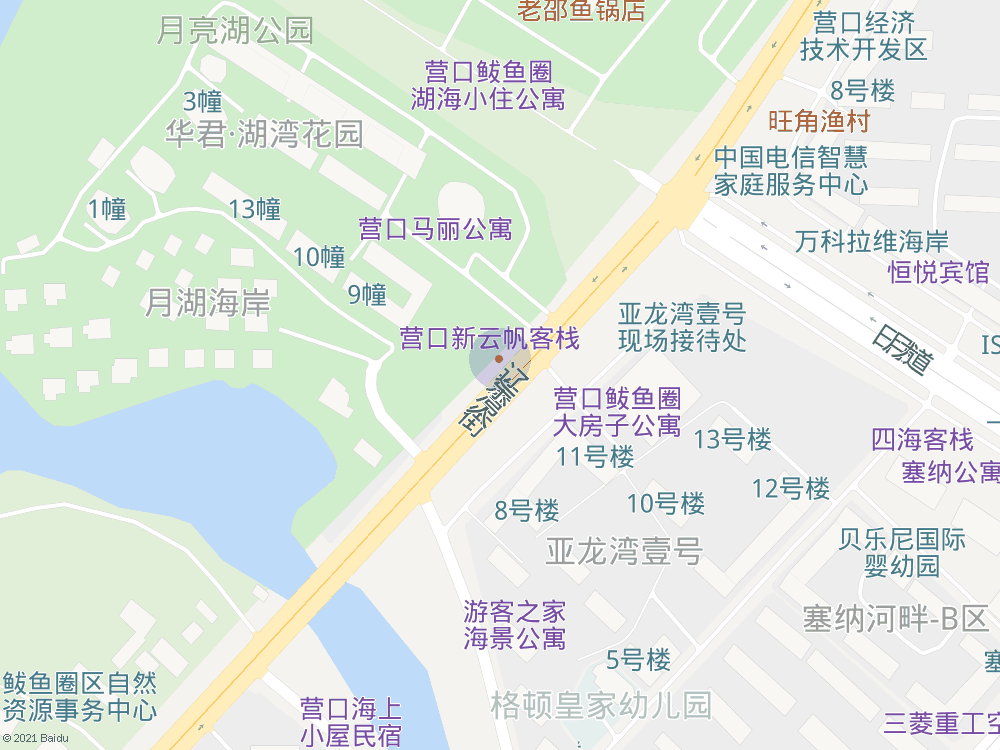 老邵鱼锅店
月亮湖公园
营口经济
技术开发区
营口鲅鱼圈
湖海小住公寓
8号楼
3幢
旺角渔村
华君·湖湾花园
中国电信智慧
家庭服务中心
1幢
13幢
营口马丽公寓
万科拉维海岸
10幢
恒悦宾馆
9幢
月湖海岸
亚龙湾壹号
现场接待处
营口新云帆客栈
营口鲅鱼圈
大房子公寓
四海客栈
13号楼
11号楼
塞纳公寓
12号楼
10号楼
8号楼
贝乐尼国际
婴幼园
亚龙湾壹号
游客之家
海景公寓
塞纳河畔-B区
5号楼
鲅鱼圈区自然
资源事务中心
格顿皇家幼儿园
营口海上
小屋民宿
三菱重工空
© 2021 Baidu